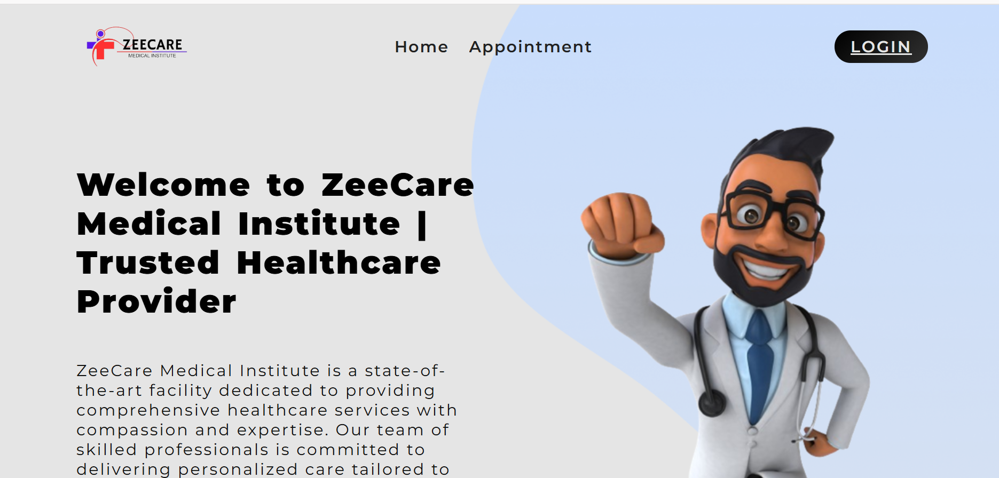 ZEECARE
MEDICAL INSTITUTE
Home Appointment
LOGIN
Welcome to ZeeCare
Medical Institute |
Trusted Healthcare
Provider
ZeeCare Medical Institute is a state-of-
the-art facility dedicated to providing
comprehensive healthcare services with
compassion and expertise. Our team of
skilled professionals is committed to
delivering personalized care tailored to